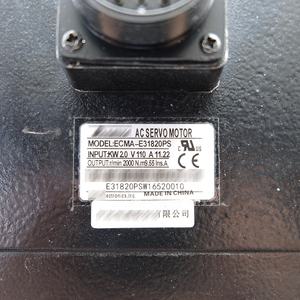 AC SERVO MOTOR
MODEL:ECMA-E31820PS
INPUT:KW 2.0 V 110 A 11.22
OUTPUT:r/min 2000 N.m9.55 Ins.A
E31820PSW16520010
MADE IN CHINA
有限公司